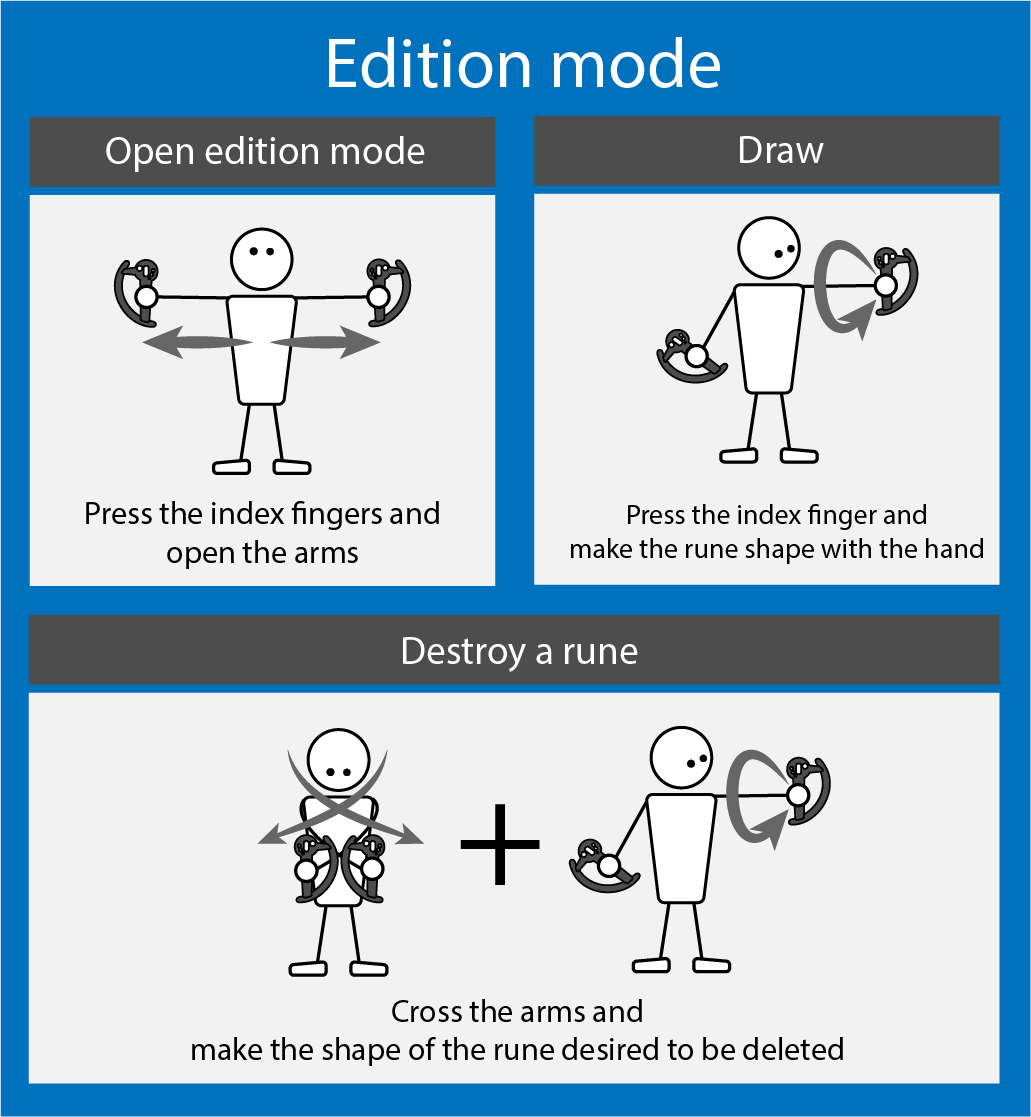 Edition mode
Open edition mode
Press the index fingers and
open the arms
Draw
Press the index finger and
make the rune shape with the hand
Destroy a rune
Cross the arms and
make the shape of the rune desired to be deleted